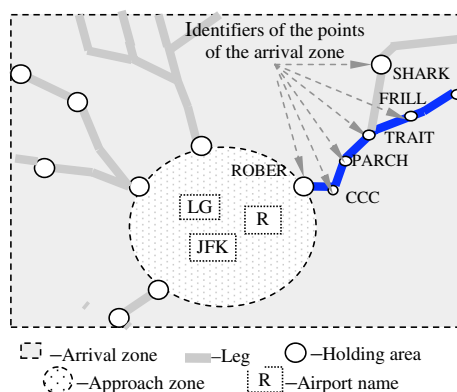 Identifiers of the points
of the arrival zone
SHARK
FRILL
TRAIT
PARCH
ROBER
CCC
LG
R
JFK
–Arrival zone –Leg –Holding area
–Approach zone R –Airport name